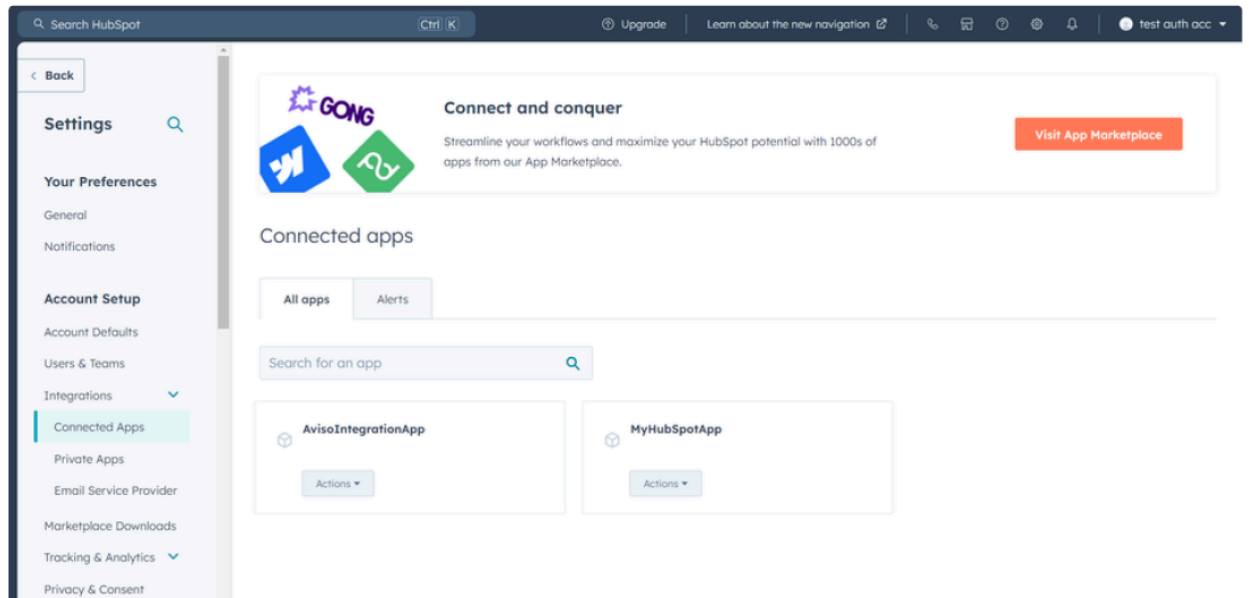 Search HubSpot
Ctrl K
Upgrade
Learn about the new navigation
test auth acc
Back
Settings
Your Preferences
General
Notifications
Account Setup
Account Defaults
Users & Teams
Integrations
Connected Apps
Private Apps
Email Service Provider
Marketplace Downloads
Tracking & Analytics
Privacy & Consent
GONG
Connect and conquer
Streamline your workflows and maximize your HubSpot potential with 1000s of
apps from our App Marketplace.
Visit App Marketplace
Connected apps
All apps
Alerts
Search for an app
AvisoIntegrationApp
Actions
MyHubSpotApp
Actions